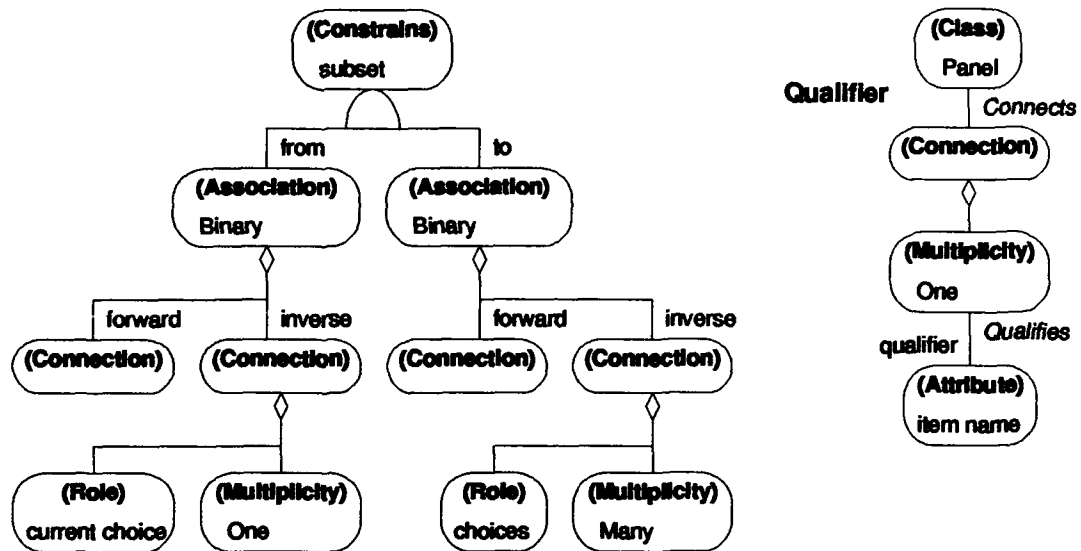 (Constrains)
subset
from
to
(Association)
Binary
(Association)
Binary
forward
inverse
forward
inverse
(Connection)
(Connection)
(Connection)
(Connection)
(Role)
current choice
(Multiplicity)
One
(Role)
choices
(Multiplicity)
Many
Qualifier
(Class)
Panel
Connects
(Connection)
(Multiplicity)
One
qualifier
Qualifies
(Attribute)
item name